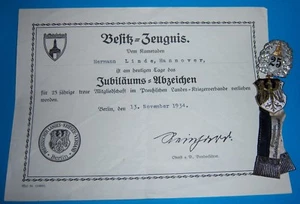 Besitz=Zeugnis.
Dem Kameraden
Hermann Linde, Hannover,
ist am heutigen Tage das
Jubiläums=Abzeichen
für 25 jährige treue Mitgliedschaft im Preußischen Landes=Kriegerverbande verliehen
worden.
Berlin, den 13. November 1934.